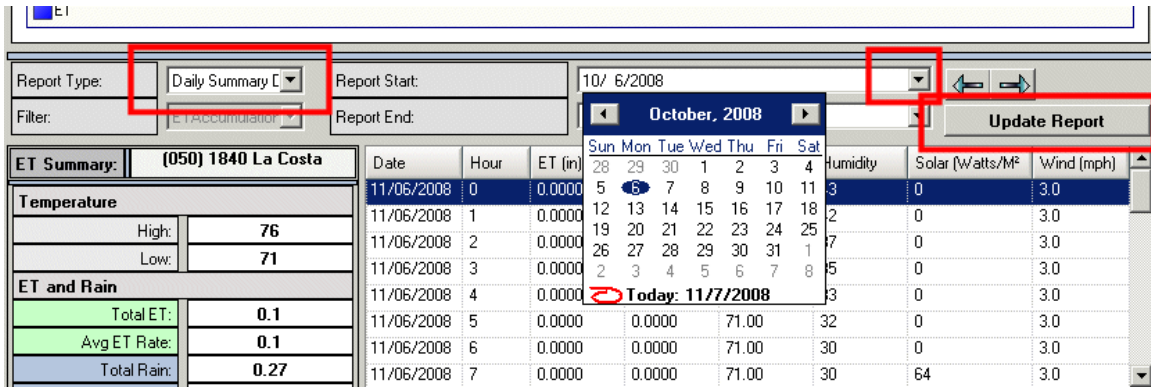 ET
Report Type: Daily Summary D Report Start: 10/ 6/2008
Filter: ETAccumulation Report End: Update Report
October, 2008
Sun Mon Tue Wed Thu Fri Sat
28 29 30 1 2 3 4
5 6 7 8 9 10 11
12 13 14 15 16 17 18
19 20 21 22 23 24 25
26 27 28 29 30 31 1
2 3 4 5 6 7 8
Today: 11/7/2008
ET Summary: (050) 1840 La Costa
Temperature
High: 76
Low: 71
ET and Rain
Total ET: 0.1
Avg ET Rate: 0.1
Total Rain: 0.27
Date Hour ET (in) Humidity Solar (Watts/M² Wind (mph)
11/06/2008 0 0.0000 0 3.0
11/06/2008 1 0.0000 0 3.0
11/06/2008 2 0.0000 0 3.0
11/06/2008 3 0.0000 0 3.0
11/06/2008 4 0.0000 0 3.0
11/06/2008 5 0.0000 0.0000 71.00 32 0 3.0
11/06/2008 6 0.0000 0.0000 71.00 30 0 3.0
11/06/2008 7 0.0000 0.0000 71.00 30 64 3.0